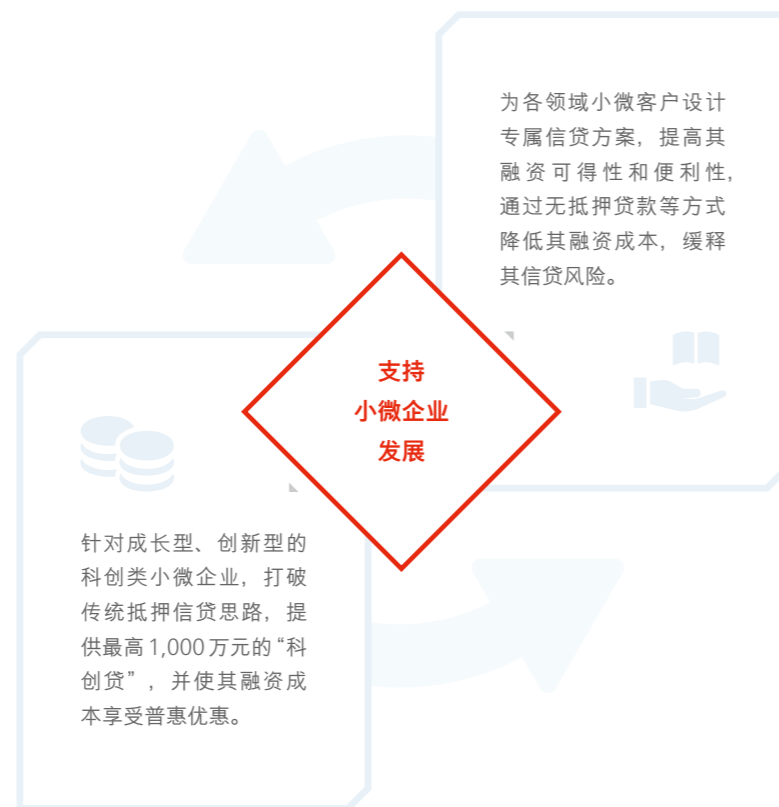 为各领域小微客户设计
专属信贷方案，提高其
融资可得性和便利性,
通过无抵押贷款等方式
降低其融资成本，缓释
其信贷风险。
支持
小微企业
发展
针对成长型、创新型的
科创类小微企业，打破
传统抵押信贷思路，提
供最高1,000万元的“科
创贷”，并使其融资成
本享受普惠优惠。